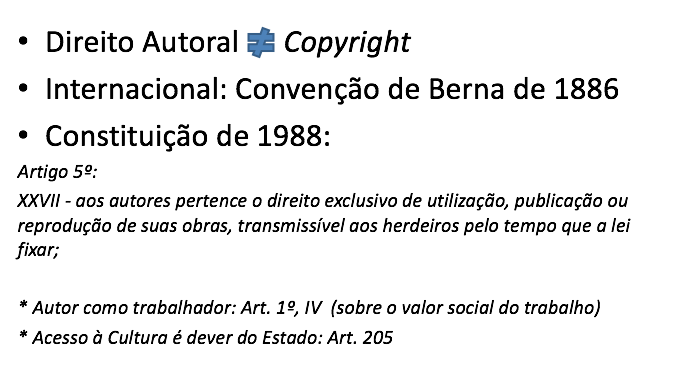 • Direito Autoral ≠ Copyright
• Internacional: Convenção de Berna de 1886
• Constituição de 1988:
Artigo 5º:
XXVII - aos autores pertence o direito exclusivo de utilização, publicação ou
reprodução de suas obras, transmissível aos herdeiros pelo tempo que a lei
fixar;
* Autor como trabalhador: Art. 1º, IV (sobre o valor social do trabalho)
* Acesso à Cultura é dever do Estado: Art. 205